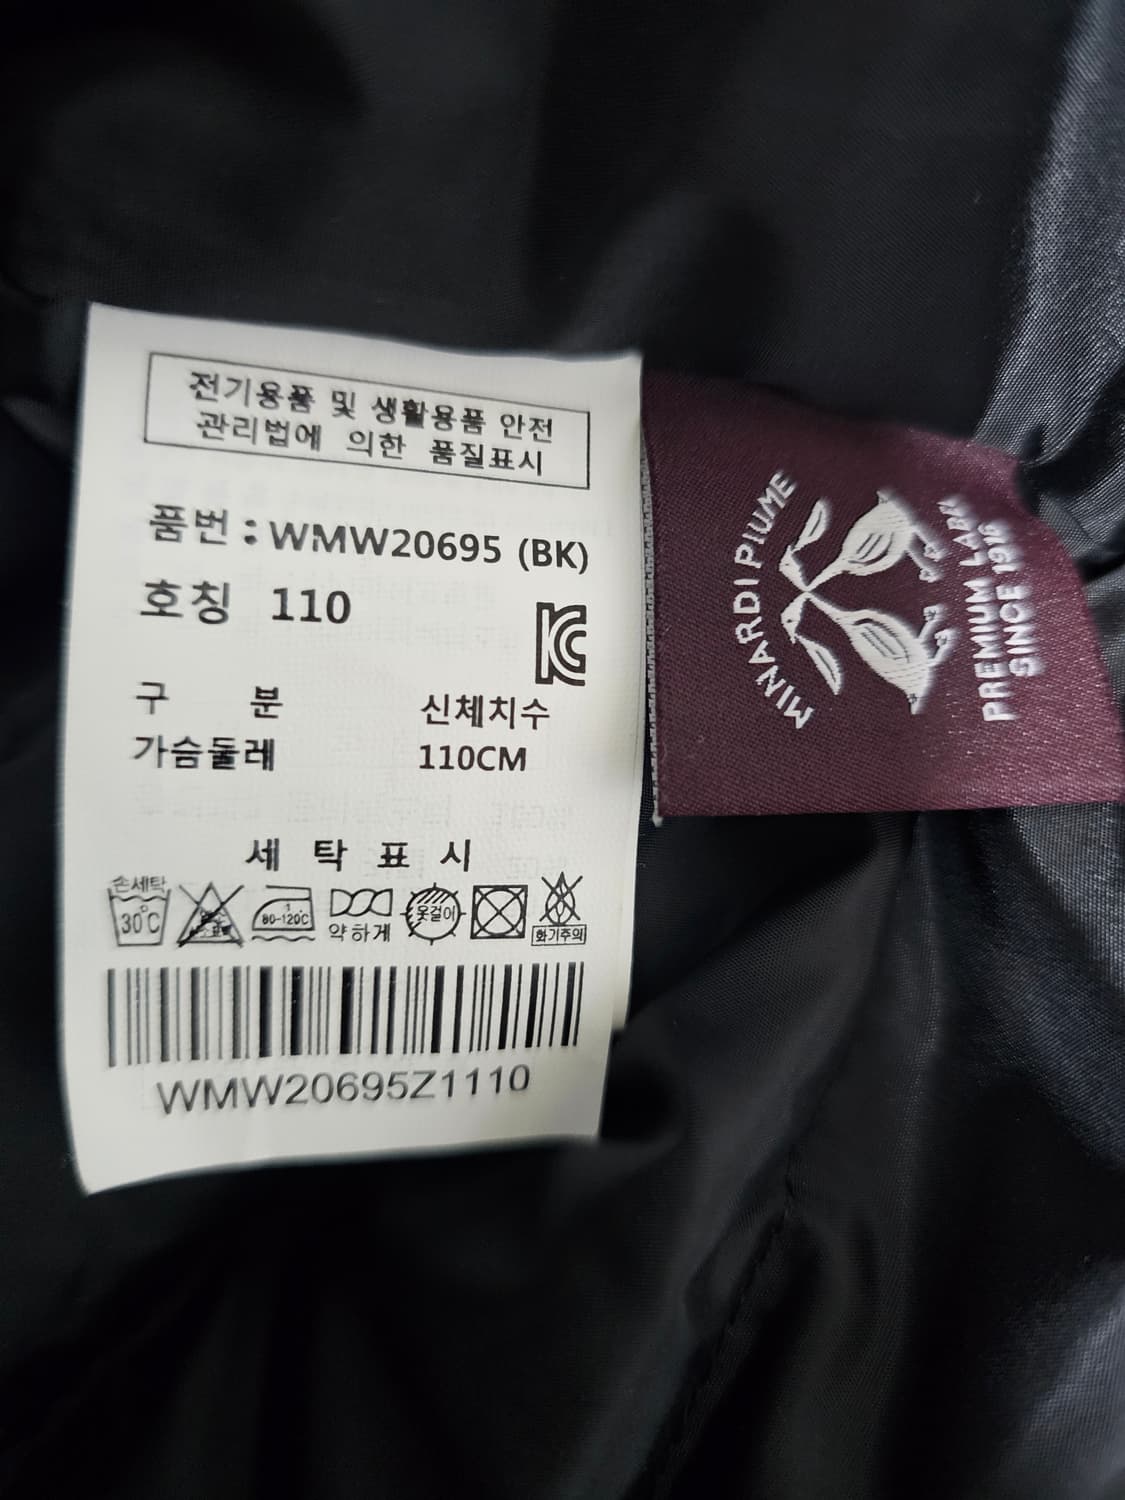 전기용품 및 생활용품 안전
관리법에 의한 품질표시
품번 : WMW20695 (BK)
호칭 110
구 분 신체치수
가슴둘레 110CM
세 탁 표 시
손세탁
30℃
80-120℃
약하게
옷걸이
화기주의
WMW20695Z1110
MINARDI PIUME
PREMIUM LABEL
SINCE 1916